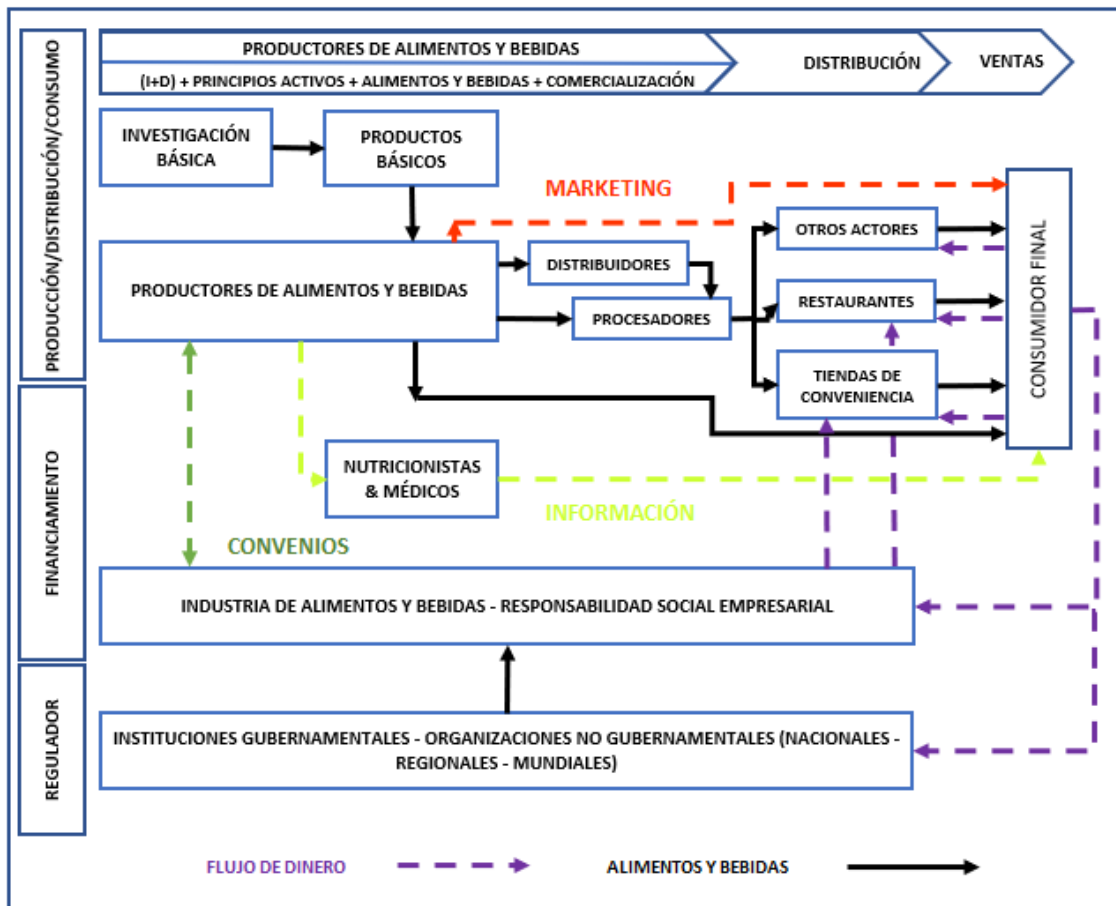 PRODUCCIÓN/DISTRIBUCIÓN/CONSUMO
PRODUCTORES DE ALIMENTOS Y BEBIDAS
(I+D) + PRINCIPIOS ACTIVOS + ALIMENTOS Y BEBIDAS + COMERCIALIZACIÓN
DISTRIBUCIÓN
VENTAS
INVESTIGACIÓN
BÁSICA
PRODUCTOS
BÁSICOS
MARKETING
PRODUCTORES DE ALIMENTOS Y BEBIDAS
DISTRIBUIDORES
PROCESADORES
OTROS ACTORES
RESTAURANTES
TIENDAS DE
CONVENIENCIA
CONSUMIDOR FINAL
FINANCIAMIENTO
NUTRICIONISTAS
& MÉDICOS
INFORMACIÓN
CONVENIOS
INDUSTRIA DE ALIMENTOS Y BEBIDAS - RESPONSABILIDAD SOCIAL EMPRESARIAL
REGULADOR
INSTITUCIONES GUBERNAMENTALES - ORGANIZACIONES NO GUBERNAMENTALES (NACIONALES -
REGIONALES - MUNDIALES)
FLUJO DE DINERO
ALIMENTOS Y BEBIDAS